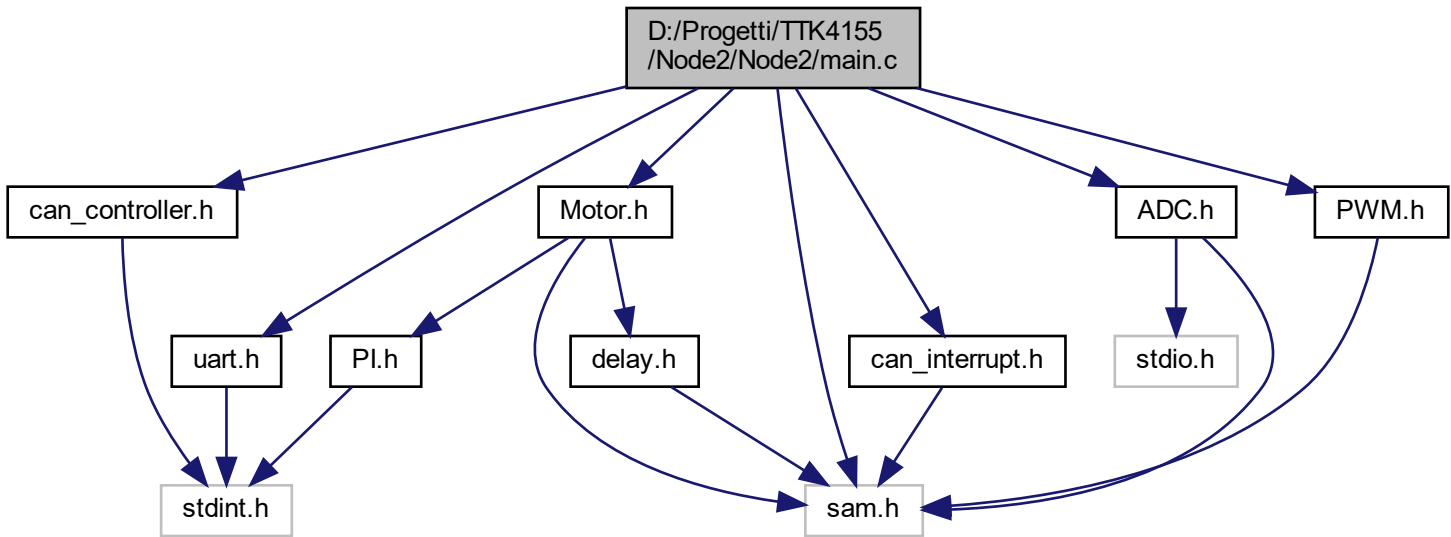 D:/Progetti/TTK4155
/Node2/Node2/main.c
can_controller.h
Motor.h
ADC.h
PWM.h
uart.h
PI.h
delay.h
can_interrupt.h
stdio.h
stdint.h
sam.h